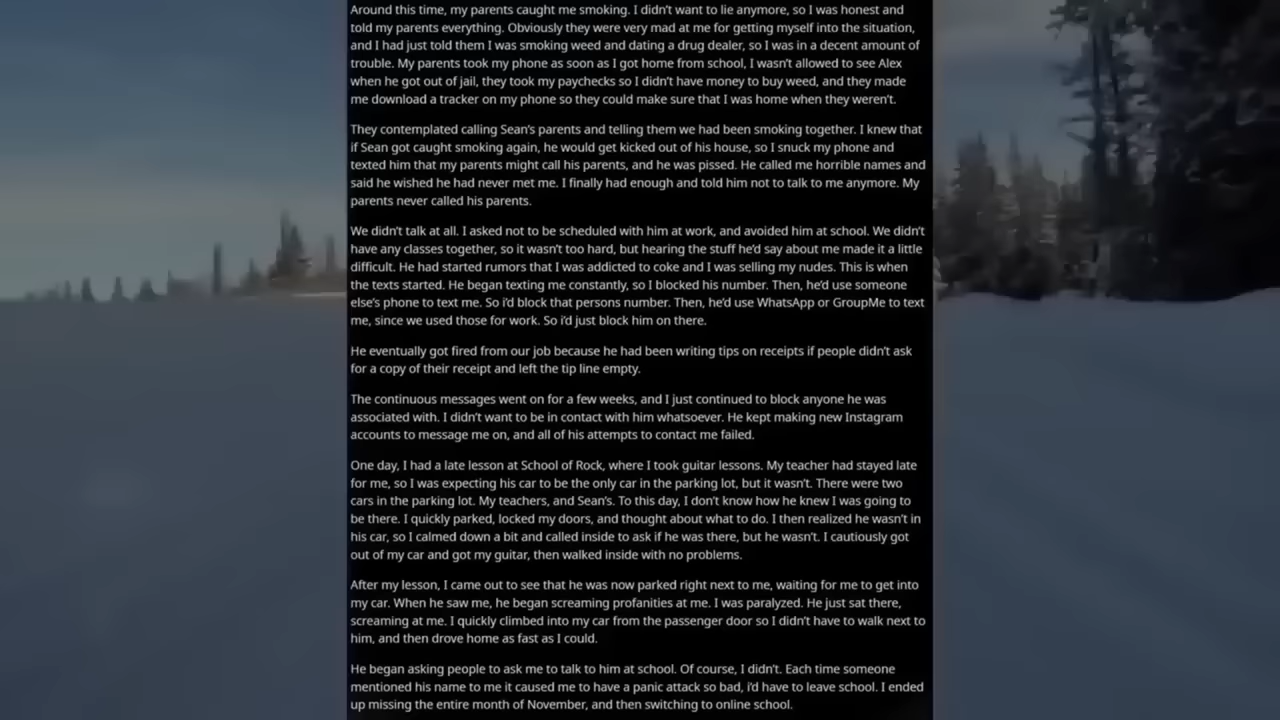 Around this time, my parents caught me smoking. I didn't want to lie anymore, so I was honest and
told my parents everything. Obviously they were very mad at me for getting myself into the situation,
and I had just told them I was smoking weed and dating a drug dealer, so I was in a decent amount of
trouble. My parents took my phone as soon as I got home from school, I wasn't allowed to see Alex
when he got out of jail, they took my paychecks so I didn't have money to buy weed, and they made
me download a tracker on my phone so they could make sure that I was home when they weren't.
They contemplated calling Sean's parents and telling them we had been smoking together. I knew that
if Sean got caught smoking again, he would get kicked out of his house, so I snuck my phone and
texted him that my parents might call his parents, and he was pissed. He called me horrible names and
said he wished he had never met me. I finally had enough and told him not to talk to me anymore. My
parents never called his parents.
We didn't talk at all. I asked not to be scheduled with him at work, and avoided him at school. We didn't
have any classes together, so it wasn't too hard, but hearing the stuff he'd say about me made it a little
difficult. He had started rumors that I was addicted to coke and I was selling my nudes. This is when
the texts started. He began texting me constantly, so I blocked his number. Then, he'd use someone
else's phone to text me. So i'd block that persons number. Then, he'd use WhatsApp or GroupMe to text
me, since we used those for work. So i'd just block him on there.
He eventually got fired from our job because he had been writing tips on receipts if people didn't ask
for a copy of their receipt and left the tip line empty.
The continuous messages went on for a few weeks, and I just continued to block anyone he was
associated with. I didn't want to be in contact with him whatsoever. He kept making new Instagram
accounts to message me on, and all of his attempts to contact me failed.
One day, I had a late lesson at School of Rock, where I took guitar lessons. My teacher had stayed late
for me, so I was expecting his car to be the only car in the parking lot, but it wasn't. There were two
cars in the parking lot. My teachers, and Sean's. To this day, I don't know how he knew I was going to
be there. I quickly parked, locked my doors, and thought about what to do. I then realized he wasn't in
his car, so I calmed down a bit and called inside to ask if he was there, but he wasn't. I cautiously got
out of my car and got my guitar, then walked inside with no problems.
After my lesson, I came out to see that he was now parked right next to me, waiting for me to get into
my car. When he saw me, he began screaming profanities at me. I was paralyzed. He just sat there,
screaming at me. I quickly climbed into my car from the passenger door so I didn't have to walk next to
him, and then drove home as fast as I could.
He began asking people to ask me to talk to him at school. Of course, I didn't. Each time someone
mentioned his name to me it caused me to have a panic attack so bad, i'd have to leave school. I ended
up missing the entire month of November, and then switching to online school.